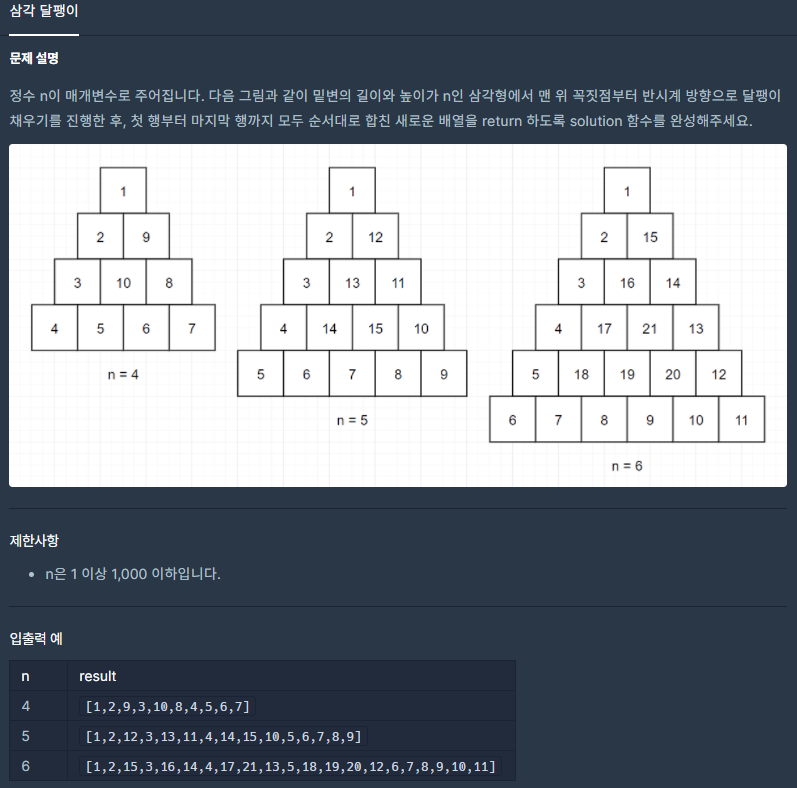 삼각 달팽이
문제 설명
정수 n이 매개변수로 주어집니다. 다음 그림과 같이 밑변의 길이와 높이가 n인 삼각형에서 맨 위 꼭짓점부터 반시계 방향으로 달팽이
채우기를 진행한 후, 첫 행부터 마지막 행까지 모두 순서대로 합친 새로운 배열을 return 하도록 solution 함수를 완성해주세요.
1
2 9
3 10 8
4 5 6 7
n = 4
1
2 12
3 13 11
4 14 15 10
5 6 7 8 9
n = 5
1
2 15
3 16 14
4 17 21 13
5 18 19 20 12
6 7 8 9 10 11
n = 6
제한사항
• n은 1 이상 1,000 이하입니다.
입출력 예
n result
4 [1,2,9,3,10,8,4,5,6,7]
5 [1,2,12,3,13,11,4,14,15,10,5,6,7,8,9]
6 [1,2,15,3,16,14,4,17,21,13,5,18,19,20,12,6,7,8,9,10,11]